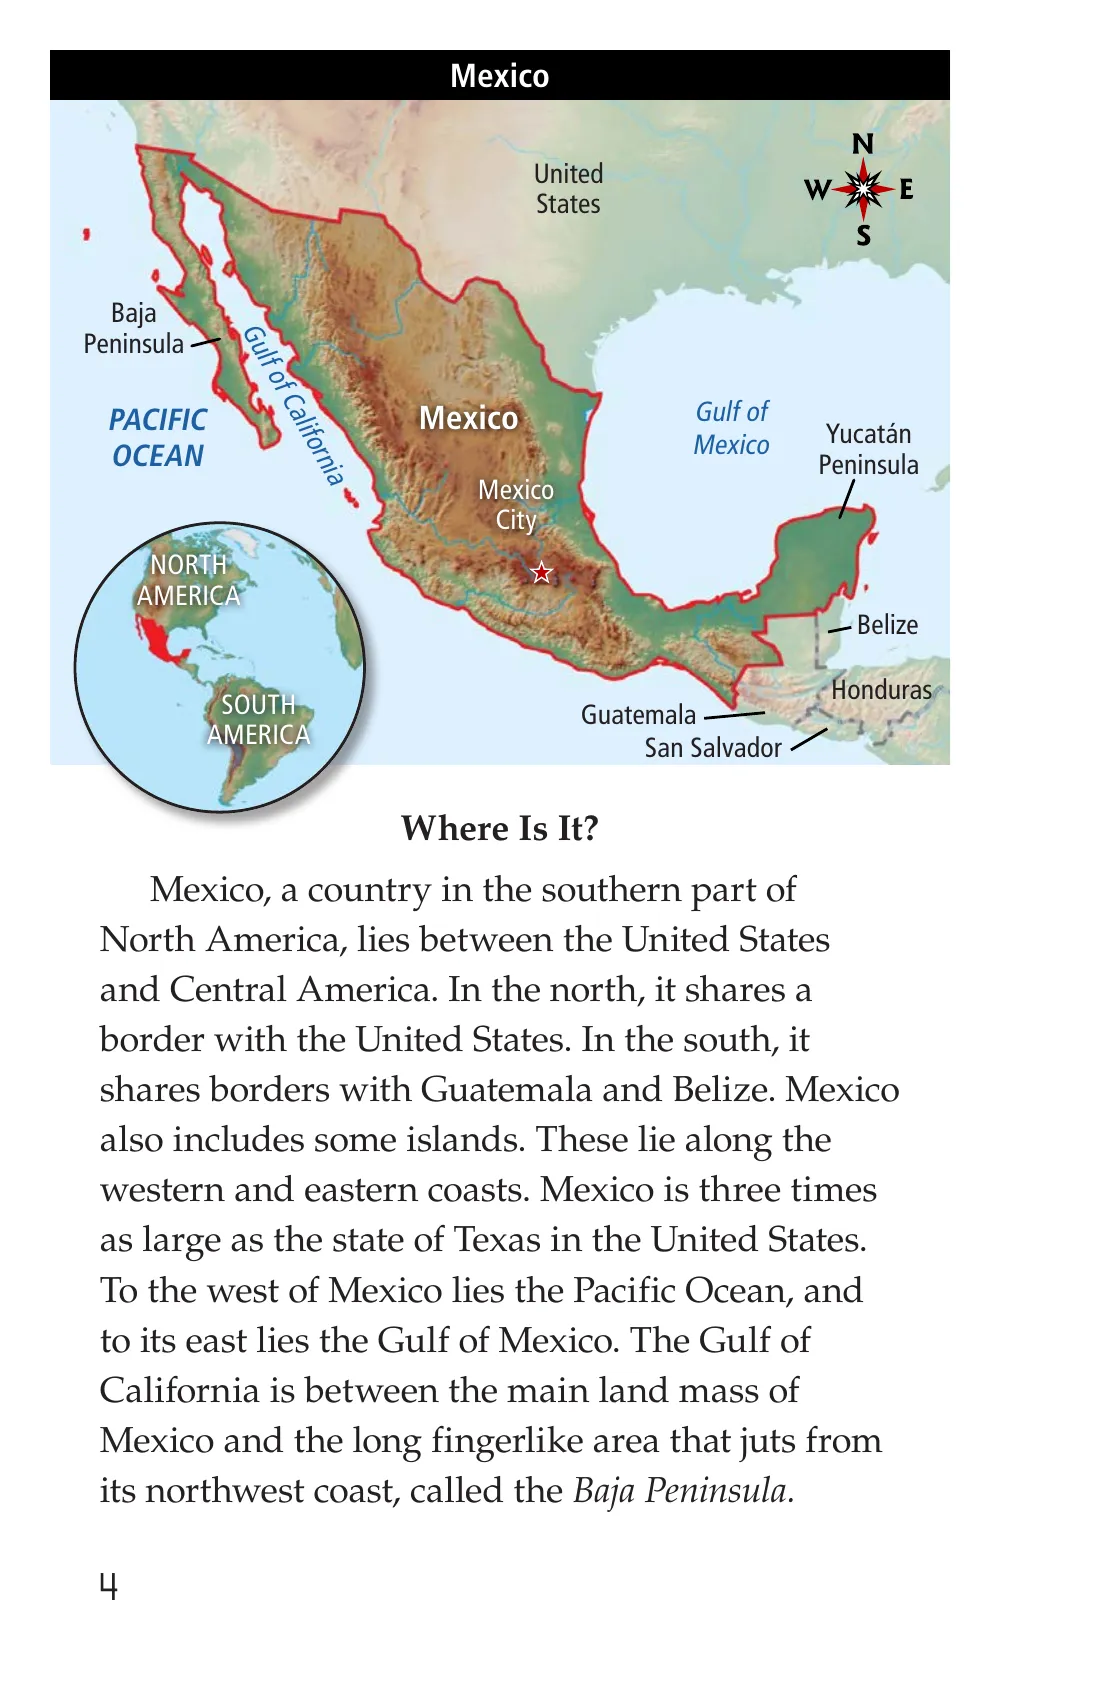 Mexico
N
United
States
W
E
S
Baja
Peninsula
Gulf of California
PACIFIC
OCEAN
Mexico
Gulf of
Mexico
Yucatán
Peninsula
Mexico
City
NORTH
AMERICA
Belize
Honduras
SOUTH
AMERICA
Guatemala
San Salvador
Where Is It?
Mexico, a country in the southern part of
North America, lies between the United States
and Central America. In the north, it shares a
border with the United States. In the south, it
shares borders with Guatemala and Belize. Mexico
also includes some islands. These lie along the
western and eastern coasts. Mexico is three times
as large as the state of Texas in the United States.
To the west of Mexico lies the Pacific Ocean, and
to its east lies the Gulf of Mexico. The Gulf of
California is between the main land mass of
Mexico and the long fingerlike area that juts from
its northwest coast, called the Baja Peninsula.
4